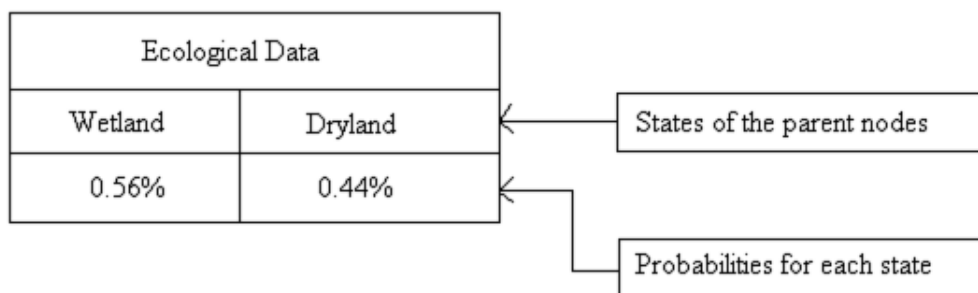 Ecological Data
Wetland Dryland
States of the parent nodes
0.56% 0.44%
Probabilities for each state